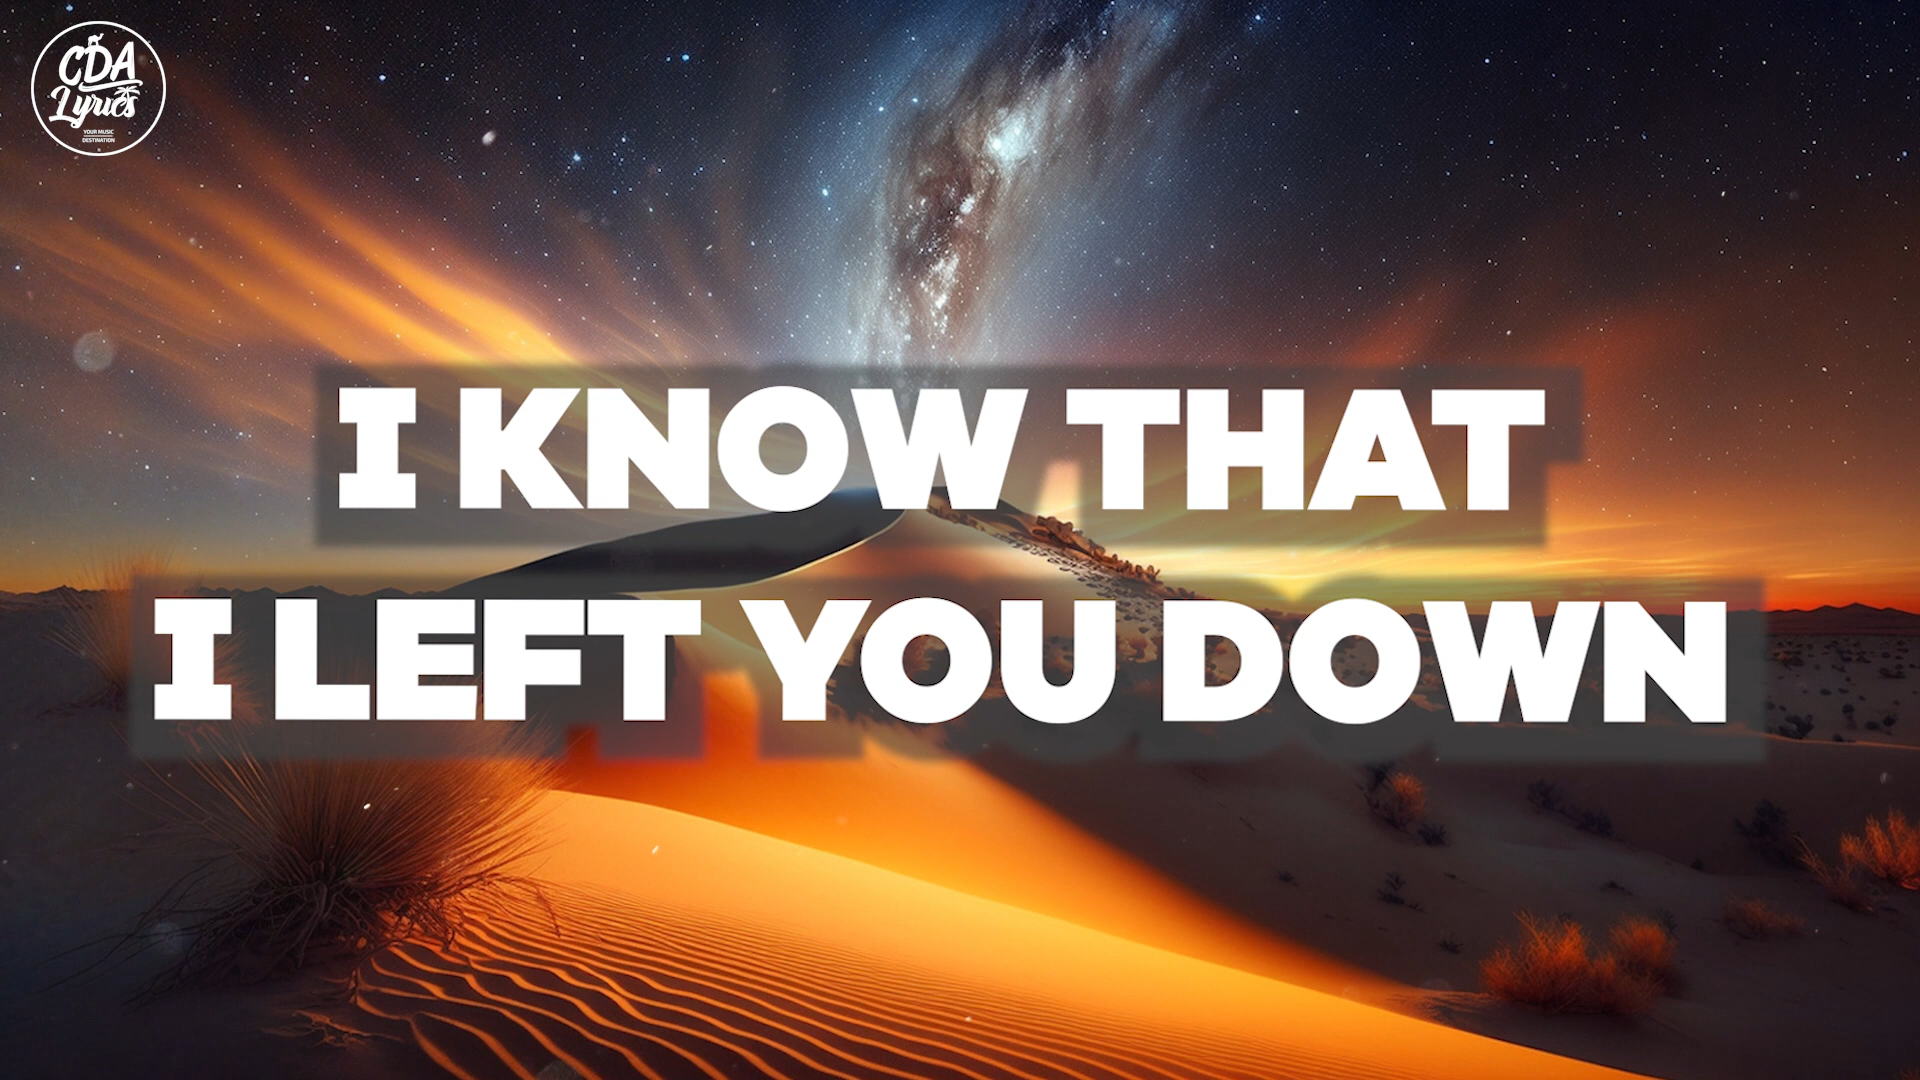 CDA
Lyrics
YOUR MUSIC
DESTINATION
I KNOW THAT
I LEFT YOU DOWN